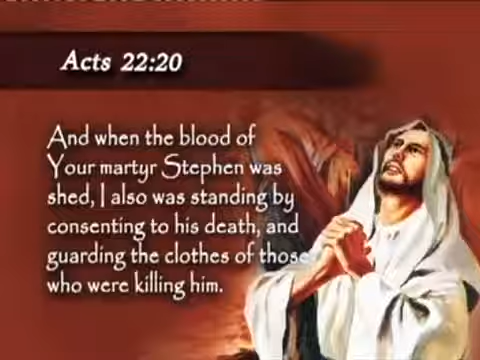 Acts 22:20
And when the blood of
Your martyr Stephen was
shed, I also was standing by
consenting to his death, and
guarding the clothes of those
who were killing him.